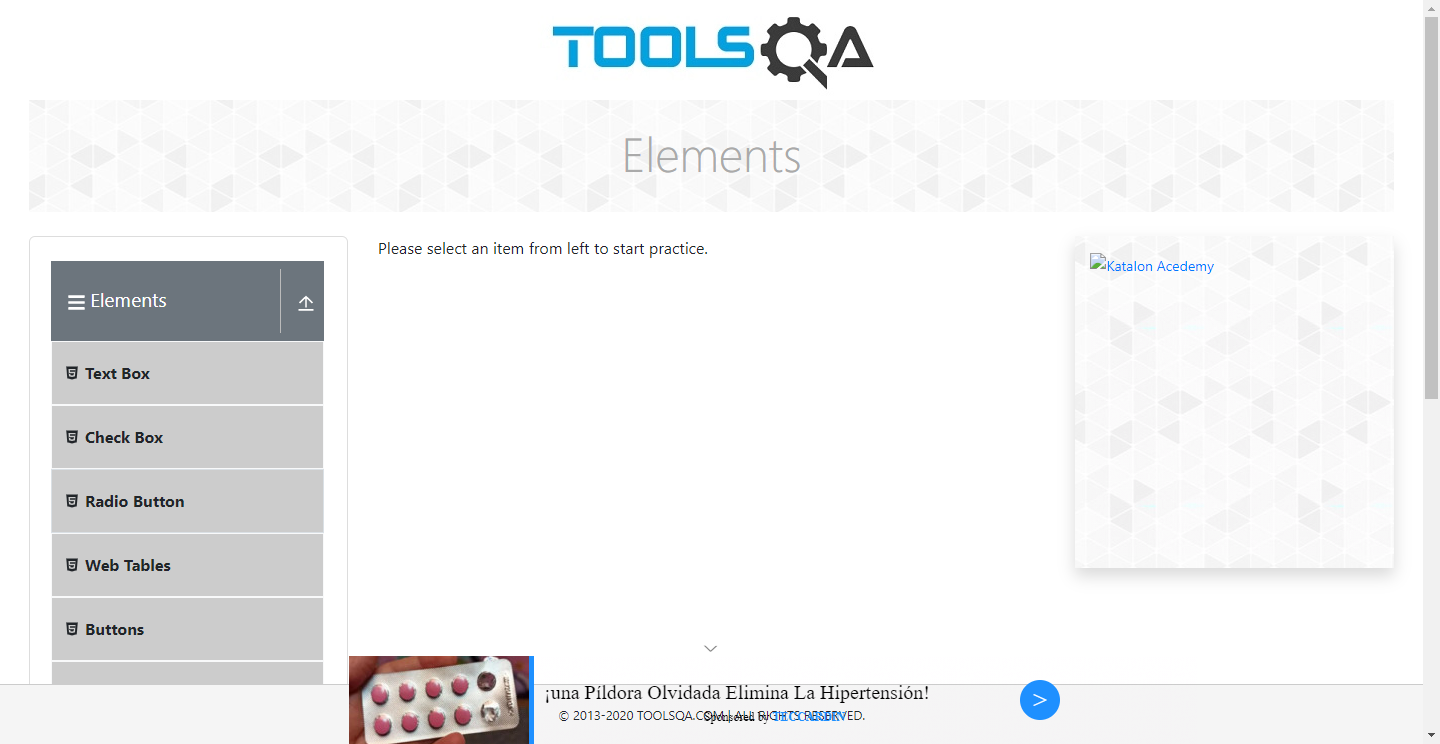 TOOLSQA
Elements
Elements
Text Box
Check Box
Radio Button
Web Tables
Buttons
Please select an item from left to start practice.
Katalon Acedemy
¡una Píldora Olvidada Elimina La Hipertensión!
© 2013-2020 TOOLSQA.COM | ALL RIGHTS RESERVED.
Sponsored by